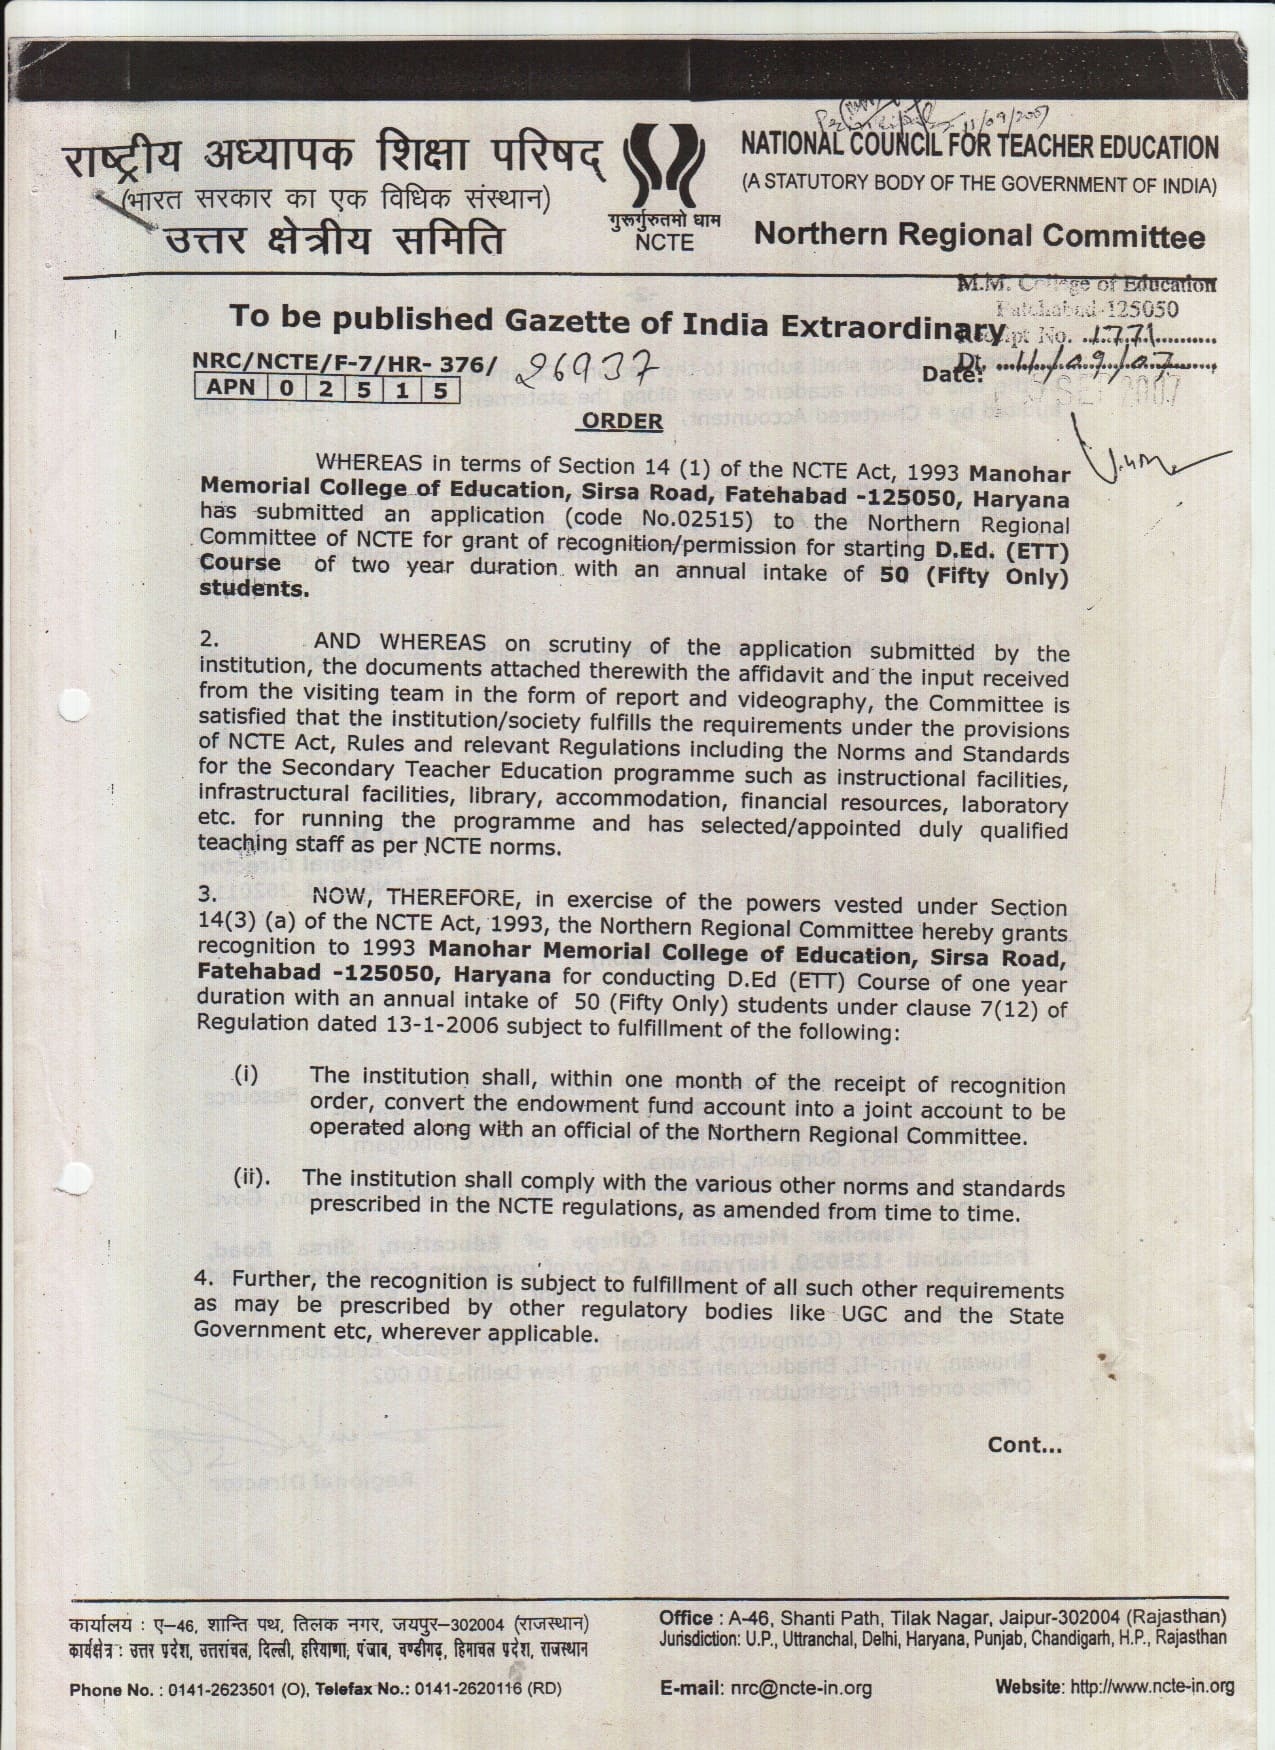 राष्ट्रीय अध्यापक शिक्षा परिषद्
(भारत सरकार का एक विधिक संस्थान)
उत्तर क्षेत्रीय समिति
गुरूर्गुरुतमो धाम
NCTE
11/09/2007
NATIONAL COUNCIL FOR TEACHER EDUCATION
(A STATUTORY BODY OF THE GOVERNMENT OF INDIA)
Northern Regional Committee
M.M. College of Education
Fatehabad-125050
Receipt No. 1771
Dt. 11/09/07
To be published Gazette of India Extraordinary
NRC/NCTE/F-7/HR- 376/ 26937
APN 0 2 5 1 5
Date:
SEP 2007
ORDER
WHEREAS in terms of Section 14 (1) of the NCTE Act, 1993 Manohar
Memorial College of Education, Sirsa Road, Fatehabad -125050, Haryana
has submitted an application (code No.02515) to the Northern Regional
Committee of NCTE for grant of recognition/permission for starting D.Ed. (ETT)
Course of two year duration with an annual intake of 50 (Fifty Only)
students.
2. AND WHEREAS on scrutiny of the application submitted by the
institution, the documents attached therewith the affidavit and the input received
from the visiting team in the form of report and videography, the Committee is
satisfied that the institution/society fulfills the requirements under the provisions
of NCTE Act, Rules and relevant Regulations including the Norms and Standards
for the Secondary Teacher Education programme such as instructional facilities,
infrastructural facilities, library, accommodation, financial resources, laboratory
etc. for running the programme and has selected/appointed duly qualified
teaching staff as per NCTE norms.
3. NOW, THEREFORE, in exercise of the powers vested under Section
14(3) (a) of the NCTE Act, 1993, the Northern Regional Committee hereby grants
recognition to 1993 Manohar Memorial College of Education, Sirsa Road,
Fatehabad -125050, Haryana for conducting D.Ed (ETT) Course of one year
duration with an annual intake of 50 (Fifty Only) students under clause 7(12) of
Regulation dated 13-1-2006 subject to fulfillment of the following:
(i) The institution shall, within one month of the receipt of recognition
order, convert the endowment fund account into a joint account to be
operated along with an official of the Northern Regional Committee.
(ii). The institution shall comply with the various other norms and standards
prescribed in the NCTE regulations, as amended from time to time.
4. Further, the recognition is subject to fulfillment of all such other requirements
as may be prescribed by other regulatory bodies like UGC and the State
Government etc, wherever applicable.
Cont...
कार्यालय : ए-46, शान्ति पथ, तिलक नगर, जयपुर-302004 (राजस्थान)
कार्यक्षेत्र : उत्तर प्रदेश, उत्तरांचल, दिल्ली, हरियाणा, पंजाब, चण्डीगढ़, हिमाचल प्रदेश, राजस्थान
Phone No. : 0141-2623501 (O), Telefax No.: 0141-2620116 (RD)
Office : A-46, Shanti Path, Tilak Nagar, Jaipur-302004 (Rajasthan)
Jurisdiction: U.P., Uttranchal, Delhi, Haryana, Punjab, Chandigarh, H.P., Rajasthan
E-mail: nrc@ncte-in.org Website: http://www.ncte-in.org